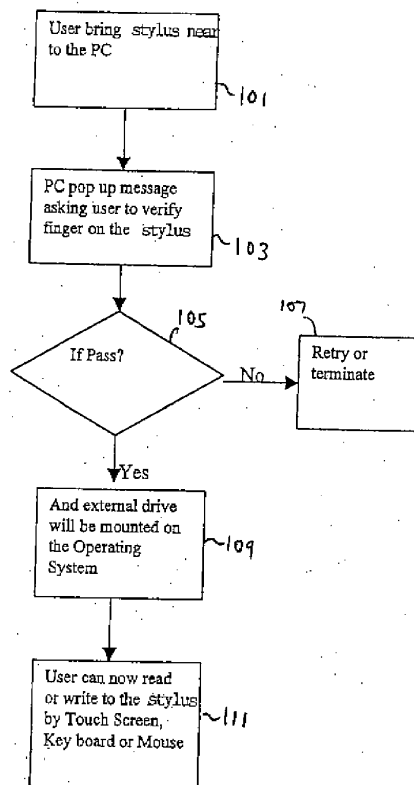 User bring stylus near
to the PC
101
PC pop up message
asking user to verify
finger on the stylus
103
105
If Pass?
107
Retry or
terminate
No
Yes
And external drive
will be mounted on
the Operating
System
109
User can now read
or write to the stylus
by Touch Screen,
Key board or Mouse
111